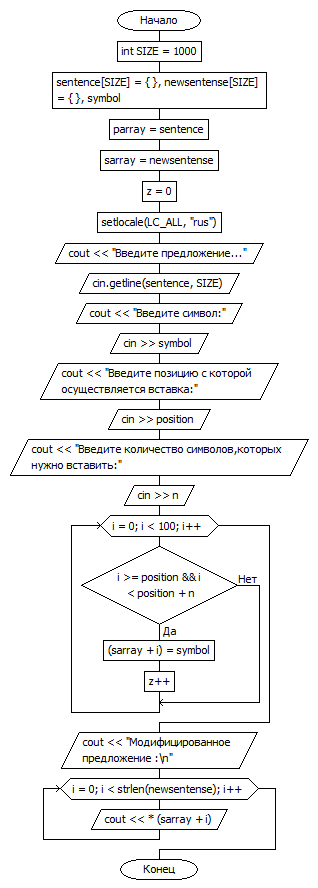 Начало
int SIZE = 1000
sentence[SIZE] = {}, newsentense[SIZE]
= {}, symbol
parray = sentence
sarray = newsentense
z = 0
setlocale(LC_ALL, "rus")
cout << "Введите предложение..."
cin.getline(sentence, SIZE)
cout << "Введите символ:"
cin >> symbol
cout << "Введите позицию с которой
осуществляется вставка:"
cin >> position
cout << "Введите количество символов,которых
нужно вставить:"
cin >> n
i = 0; i < 100; i++
i >= position && i
< position + n
Нет
Да
(sarray + i) = symbol
z++
cout << "Модифицированное
предложение :\n"
i = 0; i < strlen(newsentense); i++
cout << * (sarray + i)
Конец